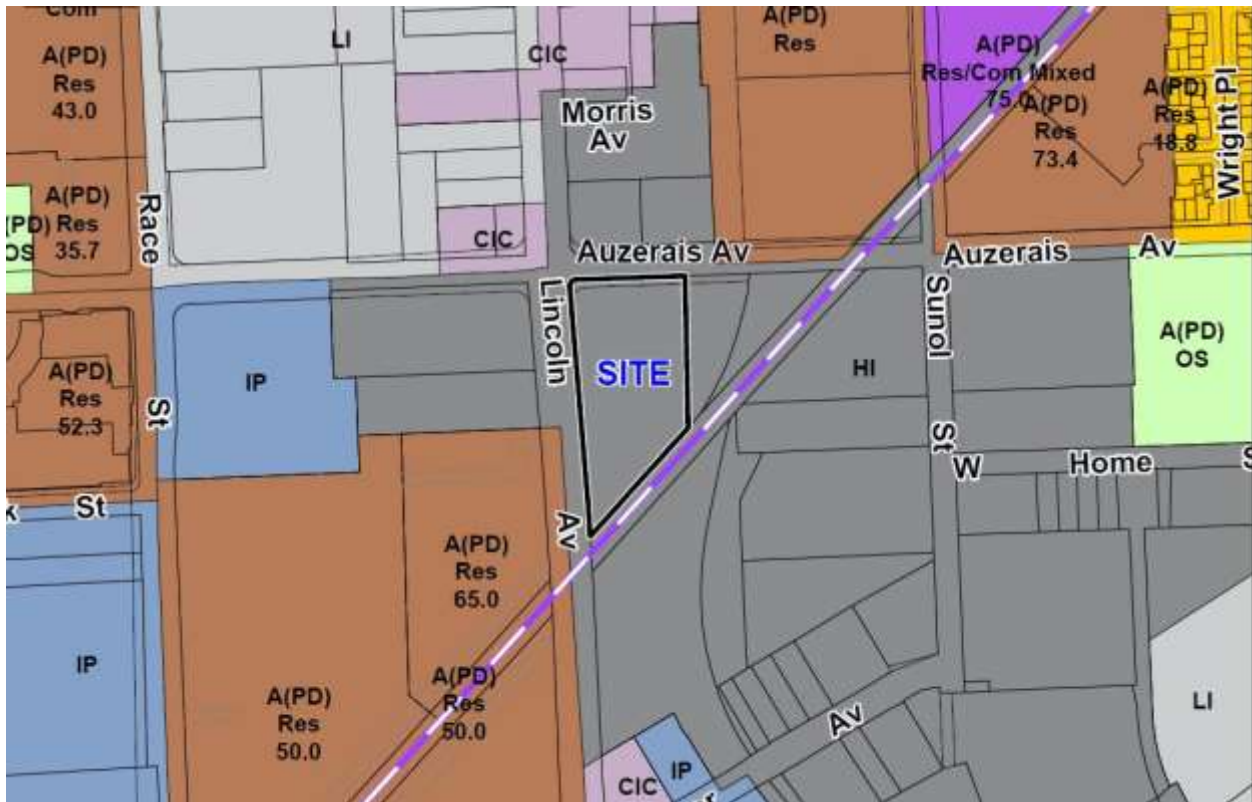 Com
A(PD)
Res
43.0
LI
CIC
A(PD)
Res
A(PD)
Res/Com Mixed
75.0
A(PD)
Res
73.4
A(PD)
Res
18.8
Wright Pl
Morris
Av
A(PD)
Res
35.7
(PD)
OS
Race
CIC
Auzerais Av
Auzerais Av
Lincoln
Sunol
A(PD)
OS
SITE
HI
IP
A(PD)
Res
52.3
St
St
W Home S
St
Av
A(PD)
Res
65.0
IP
A(PD)
Res
50.0
A(PD)
Res
50.0
Av
LI
CIC
IP